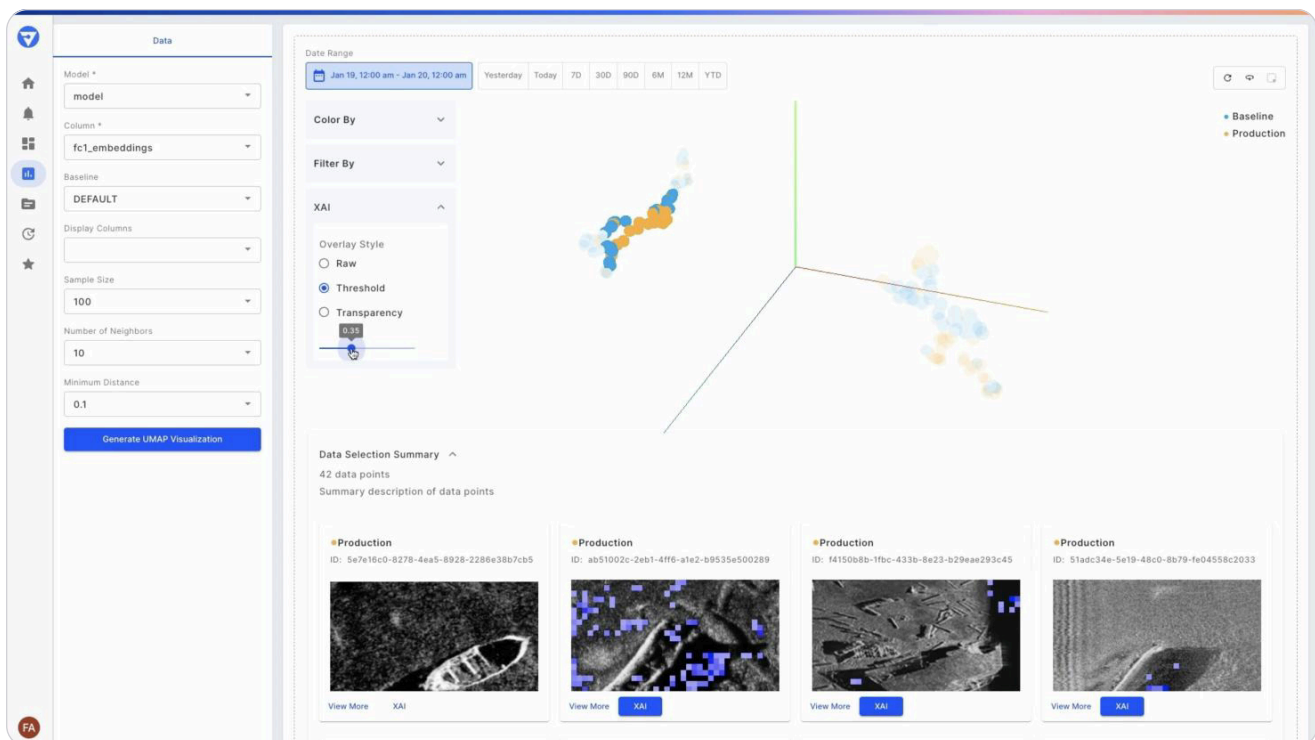 Data
Model *
model
Column *
fc1_embeddings
Baseline
DEFAULT
Display Columns
Sample Size
100
Number of Neighbors
10
Minimum Distance
0.1
Generate UMAP Visualization
FA
Date Range
Jan 19, 12:00 am - Jan 20, 12:00 am
Yesterday Today 7D 30D 90D 6M 12M YTD
Color By
Filter By
XAI
Overlay Style
Raw
Threshold
Transparency
0.35
Baseline
Production
Data Selection Summary
42 data points
Summary description of data points
Production
ID: 5e7e16c0-8278-4ea5-8928-2286e38b7cb5
View More XAI
Production
ID: ab51002c-2eb1-4ff6-a1e2-b9535e500289
View More XAI
Production
ID: f4150b8b-1fbc-433b-8e23-b29eae293c45
View More XAI
Production
ID: 51adc34e-5e19-48c0-8b79-fe04558c2033
View More XAI